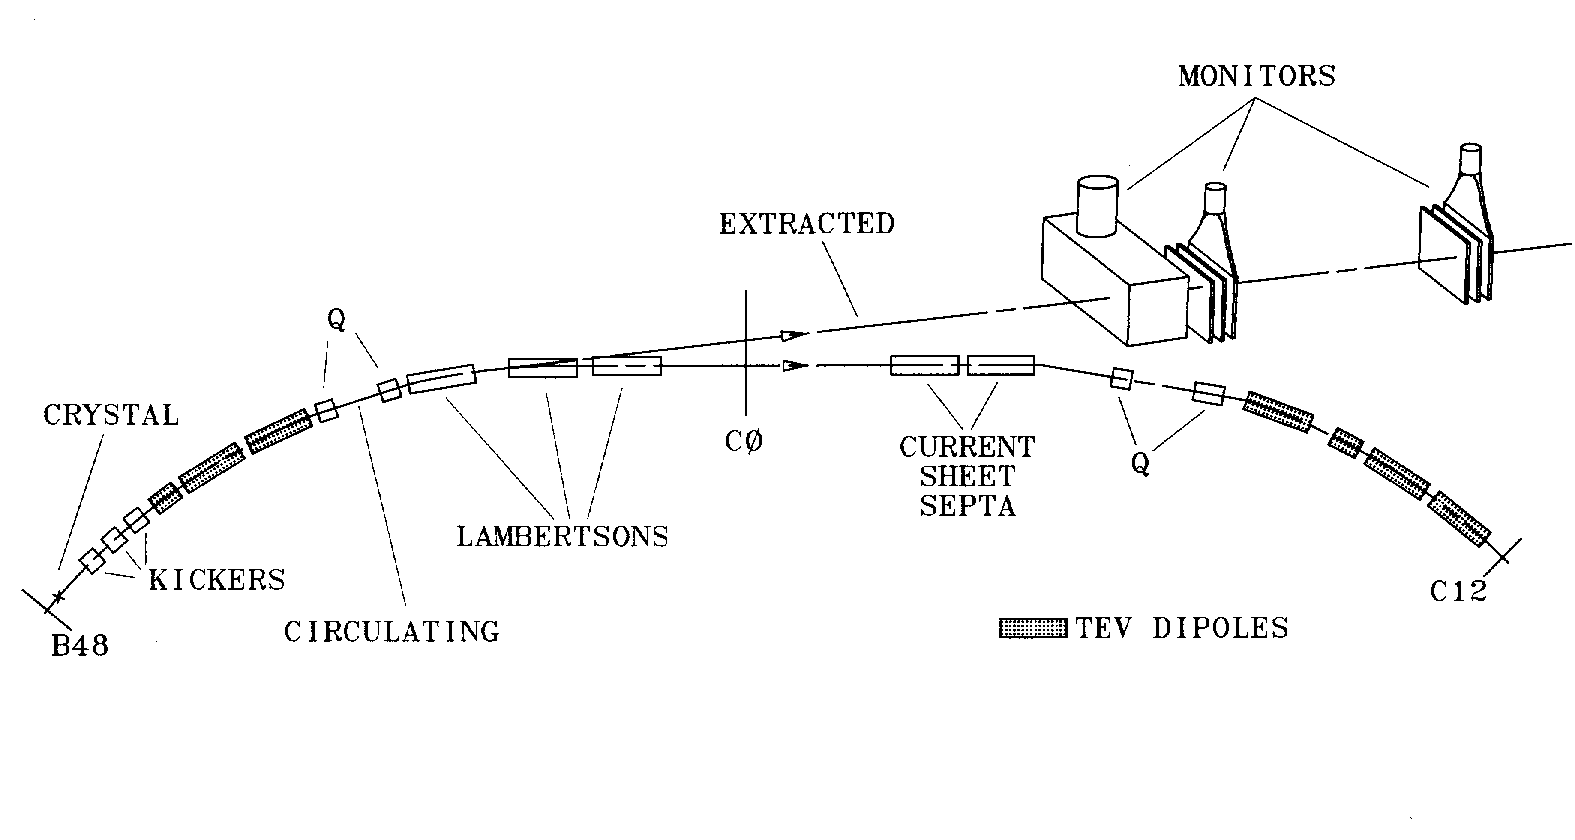 MONITORS
EXTRACTED
Q
CRYSTAL
CØ
CURRENT
SHEET
SEPTA
Q
LAMBERTSONS
KICKERS
C12
CIRCULATING
TEV DIPOLES
B48